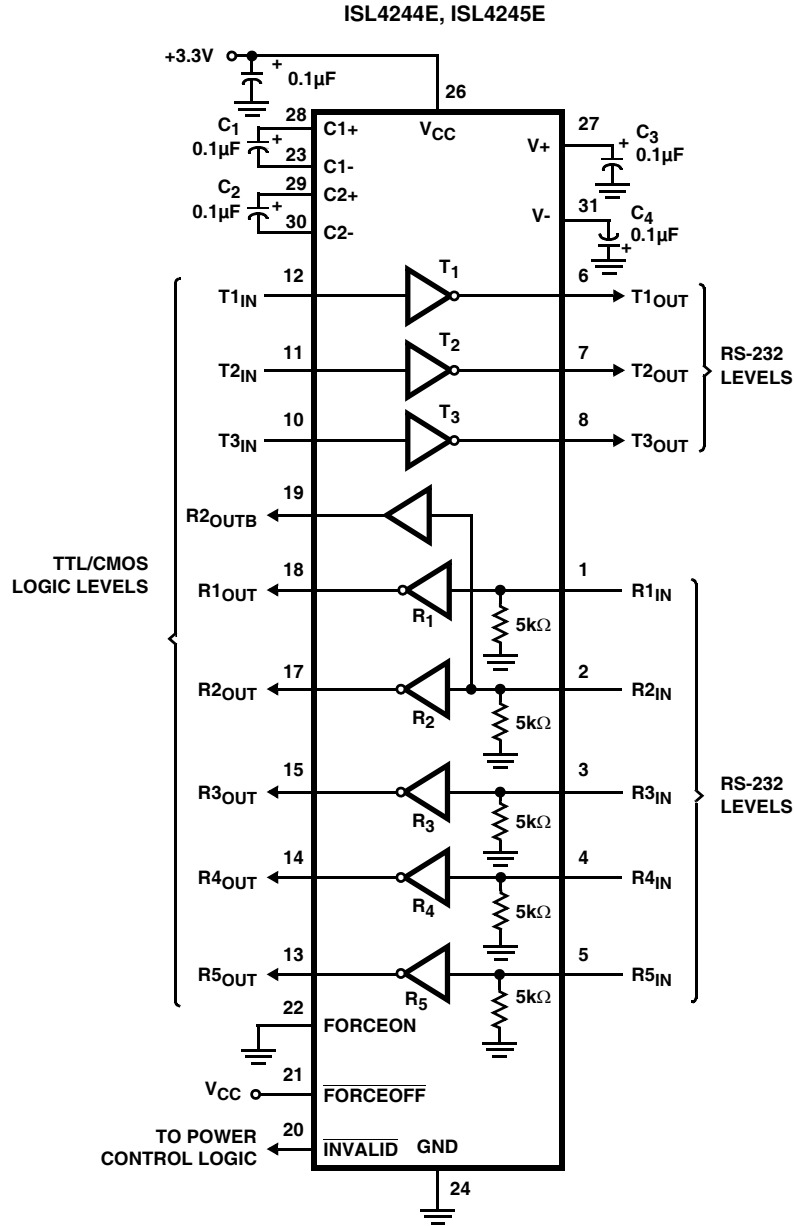 ISL4244E, ISL4245E
+3.3V
+
0.1µF
26
VCC
28
C1+
C1
0.1µF
+
23
C1-
29
C2+
C2
0.1µF
+
30
C2-
27
V+
+
C3
0.1µF
31
V-
C4
0.1µF
+
T1IN
12
T1
6
T1OUT
T2IN
11
T2
7
T2OUT
T3IN
10
T3
8
T3OUT
RS-232
LEVELS
R2OUTB
19
TTL/CMOS
LOGIC LEVELS
R1OUT
18
R1
1
R1IN
5kΩ
R2OUT
17
R2
2
R2IN
5kΩ
R3OUT
15
R3
3
R3IN
5kΩ
RS-232
LEVELS
R4OUT
14
R4
4
R4IN
5kΩ
R5OUT
13
R5
5
R5IN
5kΩ
22
FORCEON
VCC
21
FORCEOFF
TO POWER
CONTROL LOGIC
20
INVALID
GND
24